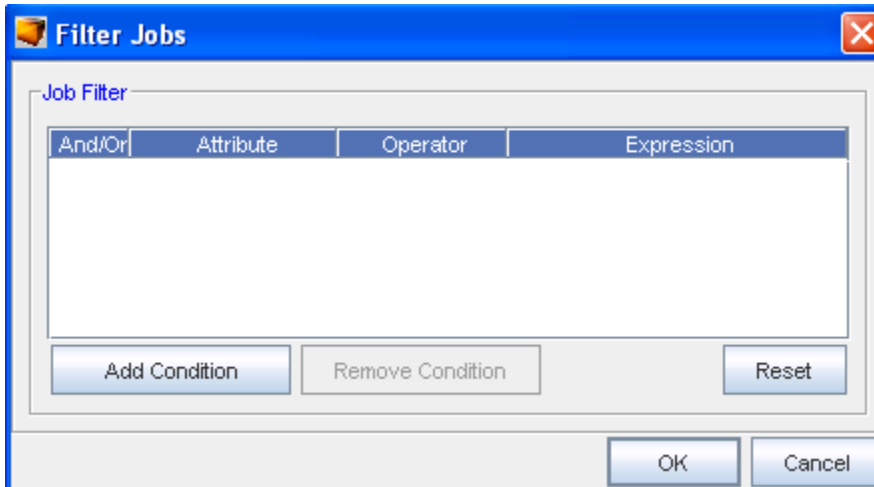 Filter Jobs
Job Filter
And/Or Attribute Operator Expression
Add Condition Remove Condition Reset
OK Cancel